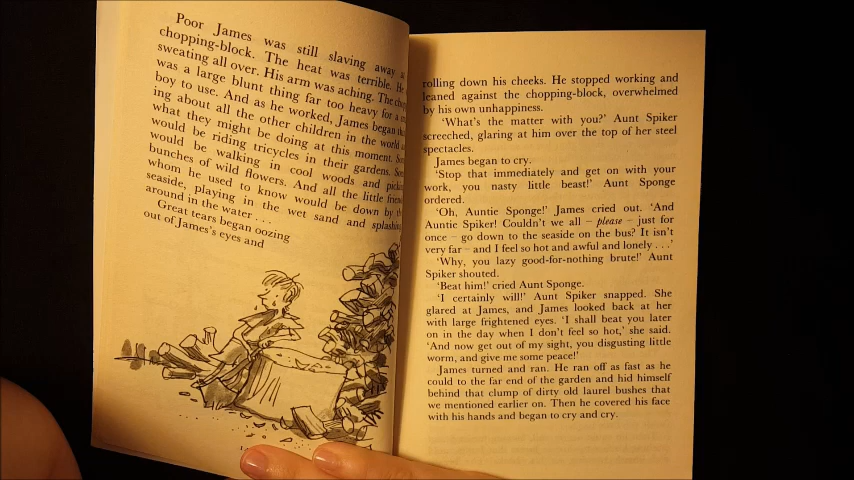 Poor James was still slaving away
chopping-block. The heat was terrible. He
sweating all over. His arm was aching. The
was a large blunt thing far too heavy for a
boy to use. And as he worked, James began
ing about all the other children in the world
what they might be doing at this moment.
would be riding tricycles in their gardens.
would be walking in cool woods and
bunches of wild flowers. And all the little
whom he used to know would be down by
seaside, playing in the wet sand and
around in the water . . .
Great tears began oozing
out of James's eyes and
rolling down his cheeks. He stopped working and
leaned against the chopping-block, overwhelmed
by his own unhappiness.
‘What's the matter with you?’ Aunt Spiker
screeched, glaring at him over the top of her steel
spectacles.
James began to cry.
‘Stop that immediately and get on with your
work, you nasty little beast!’ Aunt Sponge
ordered.
‘Oh, Auntie Sponge!’ James cried out. ‘And
Auntie Spiker! Couldn't we all – please – just for
once – go down to the seaside on the bus? It isn't
very far – and I feel so hot and awful and lonely . . .’
‘Why, you lazy good-for-nothing brute!’ Aunt
Spiker shouted.
‘Beat him!’ cried Aunt Sponge.
‘I certainly will!’ Aunt Spiker snapped. She
glared at James, and James looked back at her
with large frightened eyes. ‘I shall beat you later
on in the day when I don't feel so hot,’ she said.
‘And now get out of my sight, you disgusting little
worm, and give me some peace!’
James turned and ran. He ran off as fast as he
could to the far end of the garden and hid himself
behind that clump of dirty old laurel bushes that
we mentioned earlier on. Then he covered his face
with his hands and began to cry and cry.